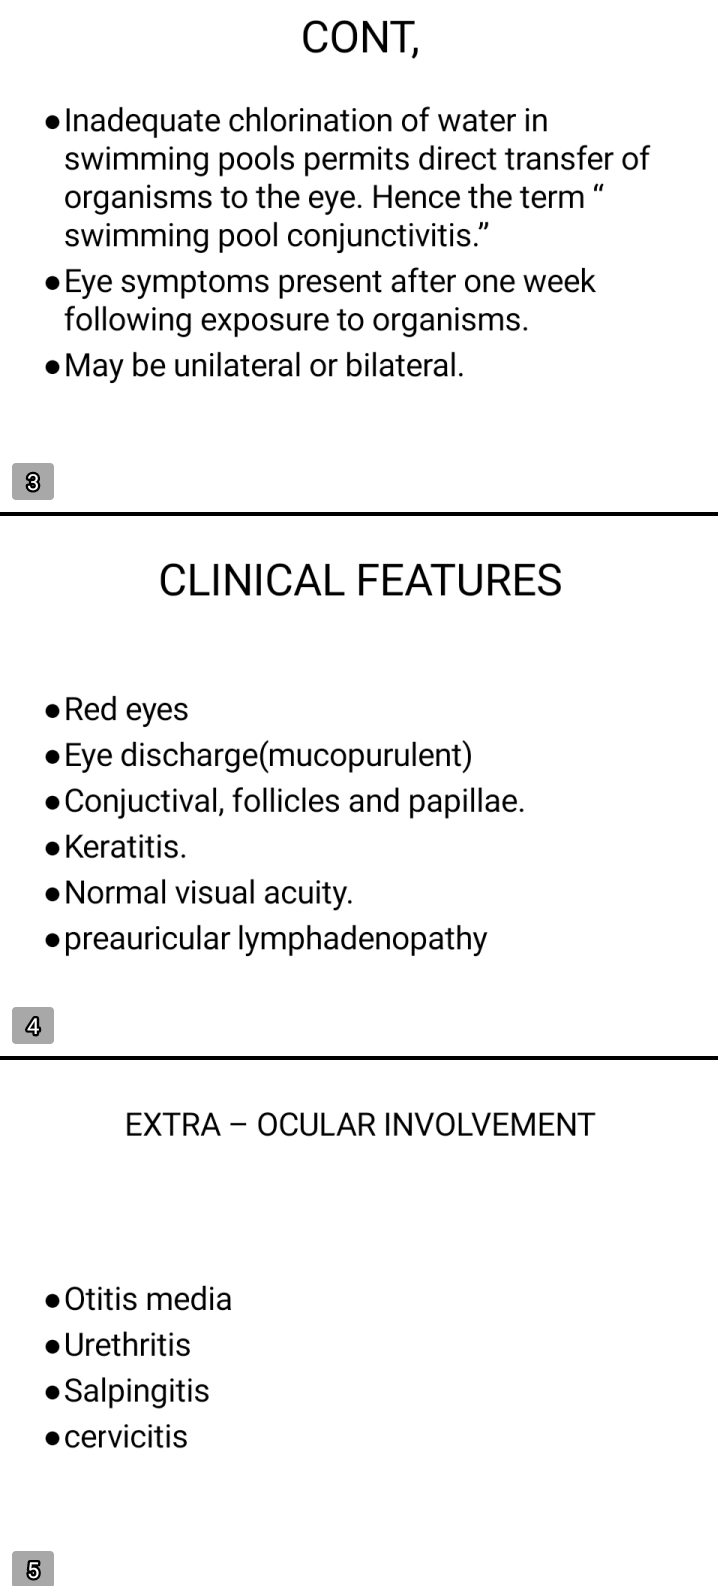 CONT,
●Inadequate chlorination of water in
swimming pools permits direct transfer of
organisms to the eye. Hence the term “
swimming pool conjunctivitis.”
●Eye symptoms present after one week
following exposure to organisms.
●May be unilateral or bilateral.
3
CLINICAL FEATURES
●Red eyes
●Eye discharge(mucopurulent)
●Conjuctival, follicles and papillae.
●Keratitis.
●Normal visual acuity.
●preauricular lymphadenopathy
4
EXTRA – OCULAR INVOLVEMENT
●Otitis media
●Urethritis
●Salpingitis
●cervicitis
5